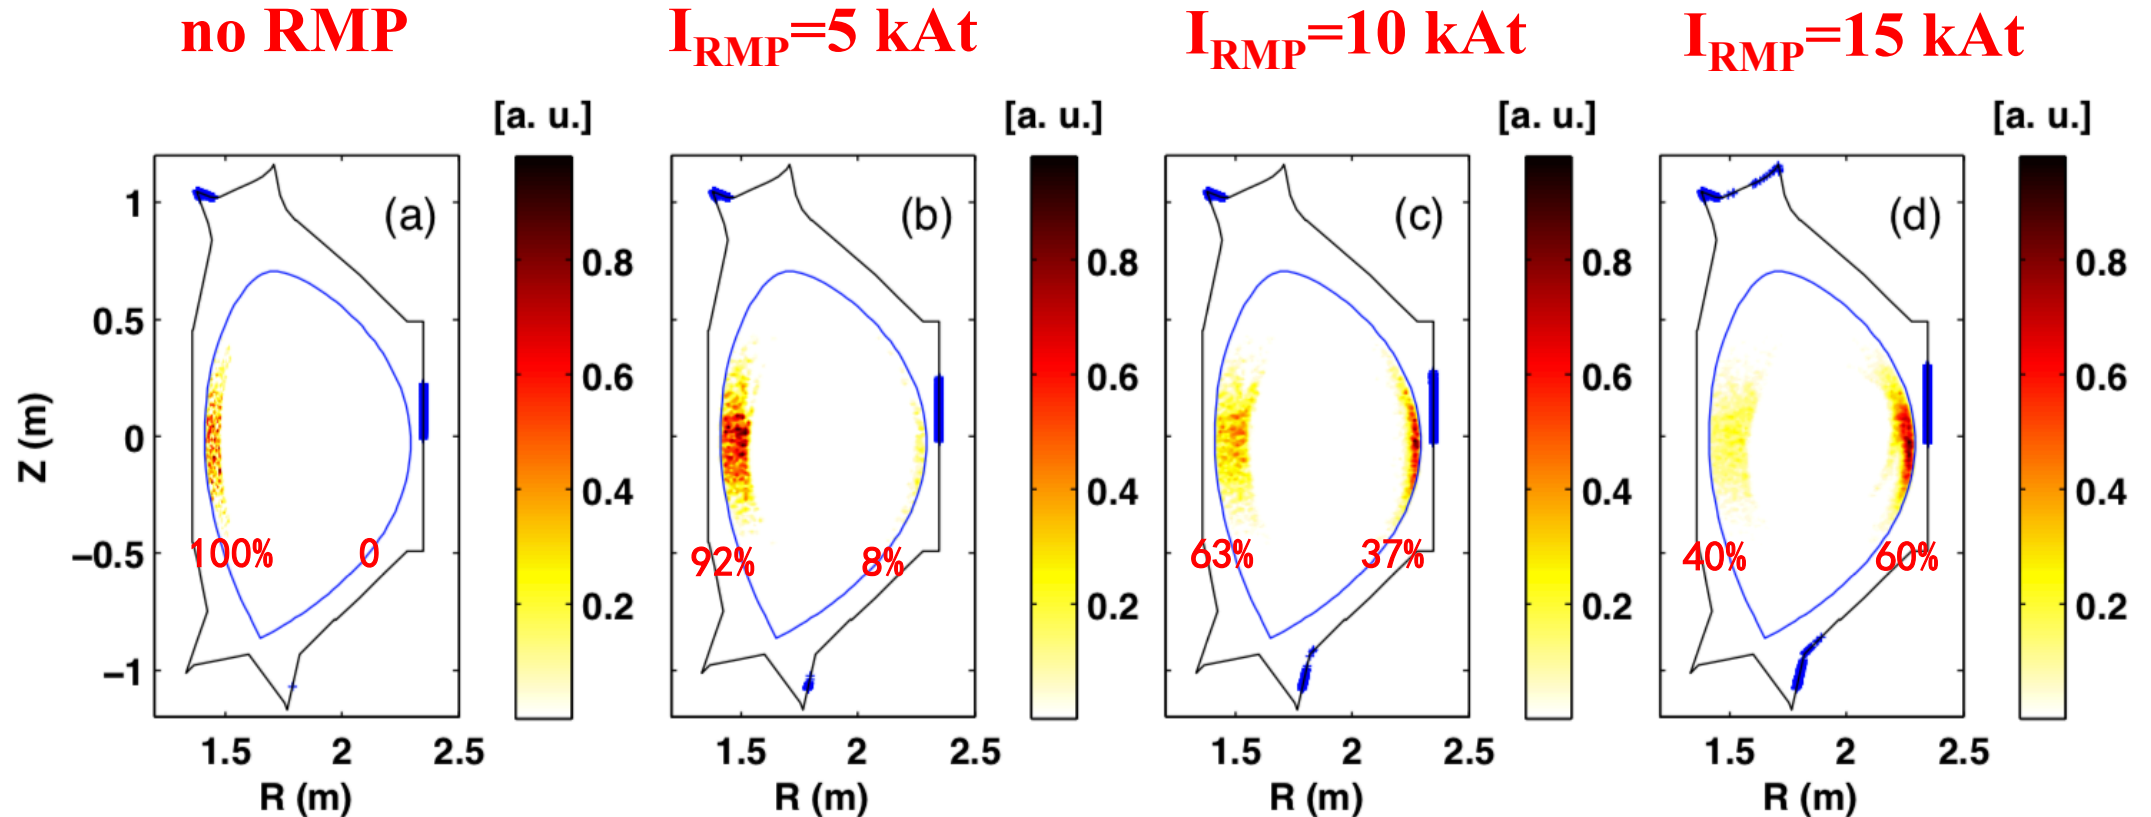 no RMP
I_RMP=5 kAt
I_RMP=10 kAt
I_RMP=15 kAt
[a. u.]
[a. u.]
[a. u.]
[a. u.]
(a)
(b)
(c)
(d)
1
0.5
0
−0.5
−1
Z (m)
0.8
0.6
0.4
0.2
0.8
0.6
0.4
0.2
0.8
0.6
0.4
0.2
0.8
0.6
0.4
0.2
100%
0
92%
8%
63%
37%
40%
60%
1.5
2
2.5
1.5
2
2.5
1.5
2
2.5
1.5
2
2.5
R (m)
R (m)
R (m)
R (m)